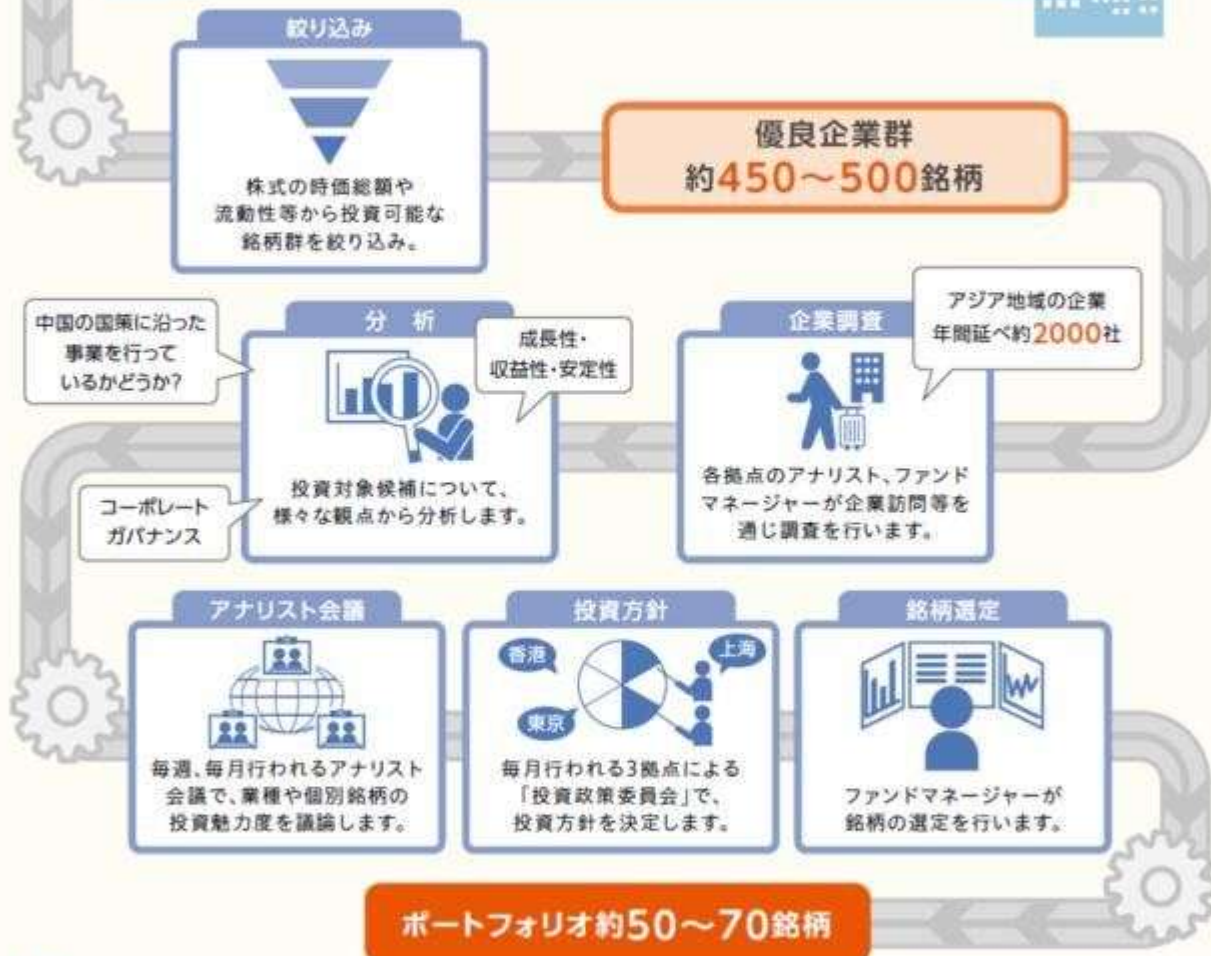 絞り込み
株式の時価総額や
流動性等から投資可能な
銘柄群を絞り込み。
優良企業群
約450～500銘柄
企業調査
アジア地域の企業
年間延べ約2000社
各拠点のアナリスト、ファンド
マネージャーが企業訪問等を
通じ調査を行います。
分 析
中国の国策に沿った
事業を行って
いるかどうか?
成長性・
収益性・安定性
投資対象候補について、
様々な観点から分析します。
コーポレート
ガバナンス
アナリスト会議
毎週、毎月行われるアナリスト
会議で、業種や個別銘柄の
投資魅力度を議論します。
投資方針
香港
上海
東京
毎月行われる3拠点による
「投資政策委員会」で、
投資方針を決定します。
銘柄選定
ファンドマネージャーが
銘柄の選定を行います。
ポートフォリオ約50～70銘柄